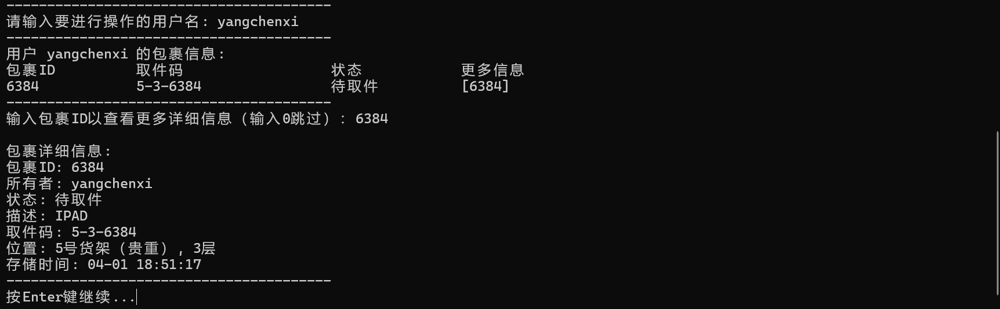 ----------------------------------------
请输入要进行操作的用户名: yangchenxi
----------------------------------------
用户 yangchenxi 的包裹信息:
包裹ID 取件码 状态 更多信息
6384 5-3-6384 待取件 [6384]
----------------------------------------
输入包裹ID以查看更多详细信息（输入0跳过）: 6384

包裹详细信息:
包裹ID: 6384
所有者: yangchenxi
状态: 待取件
描述: IPAD
取件码: 5-3-6384
位置: 5号货架（贵重）, 3层
存储时间: 04-01 18:51:17
----------------------------------------
按Enter键继续...